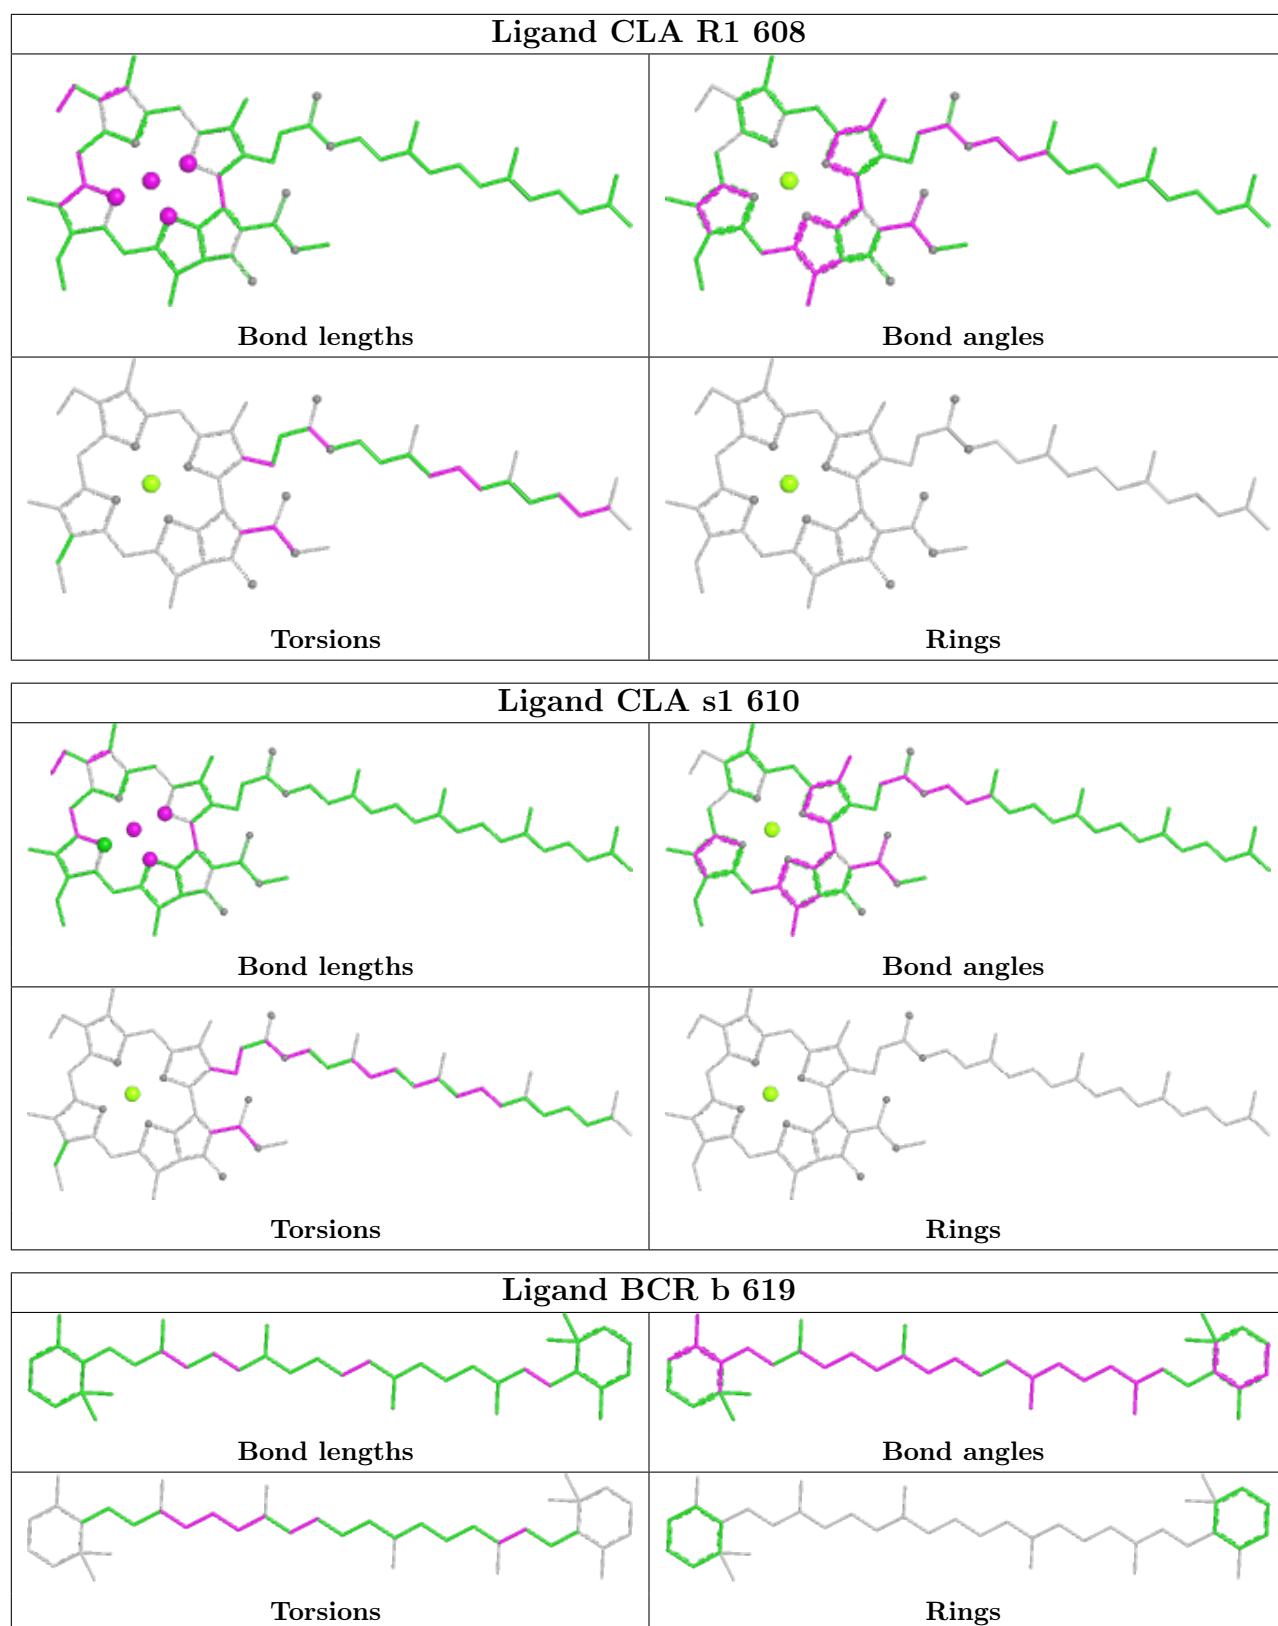 Ligand CLA R1 608
Bond lengths
Bond angles
Torsions
Rings
Ligand CLA s1 610
Bond lengths
Bond angles
Torsions
Rings
Ligand BCR b 619
Bond lengths
Bond angles
Torsions
Rings